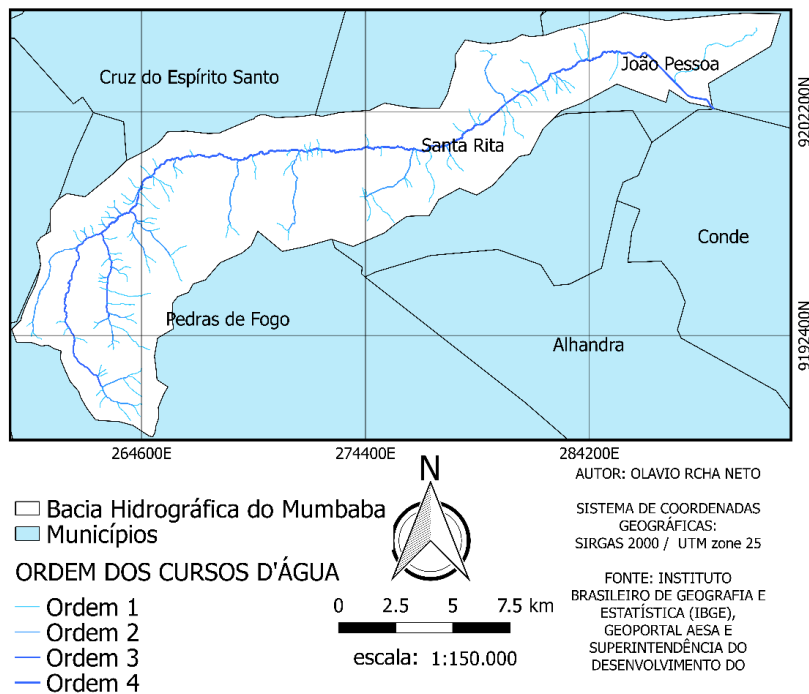 Cruz do Espírito Santo
João Pessoa
9202200N
Santa Rita
Conde
Pedras de Fogo
Alhandra
9192400N
264600E
274400E
284200E
N
AUTOR: OLAVIO RCHA NETO
Bacia Hidrográfica do Mumbaba
Municípios
SISTEMA DE COORDENADAS
GEOGRÁFICAS:
SIRGAS 2000 / UTM zone 25
ORDEM DOS CURSOS D'ÁGUA
Ordem 1
Ordem 2
Ordem 3
Ordem 4
0 2.5 5 7.5 km
escala: 1:150.000
FONTE: INSTITUTO
BRASILEIRO DE GEOGRAFIA E
ESTATÍSTICA (IBGE),
GEOPORTAL AESA E
SUPERINTENDÊNCIA DO
DESENVOLVIMENTO DO